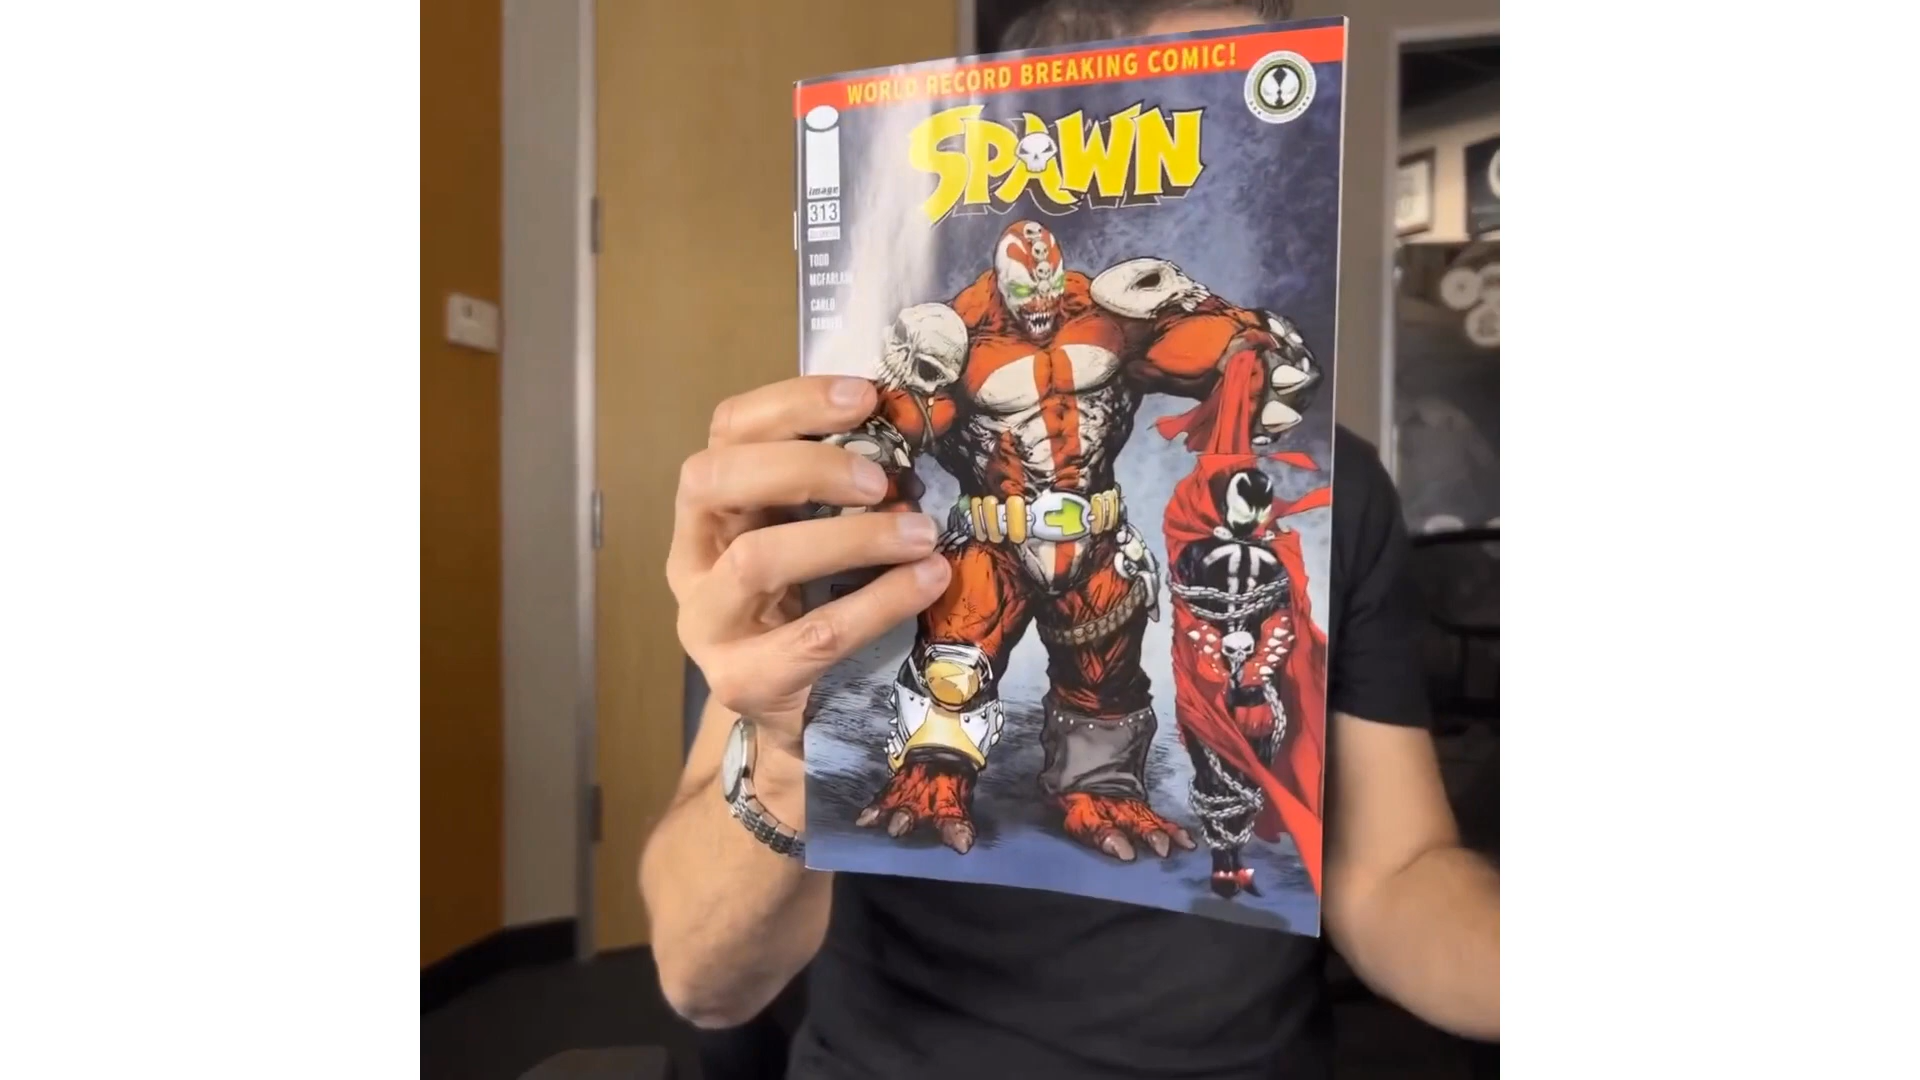 WORLD RECORD BREAKING COMIC!
SPAWN
image
313
TODD
MCFARLANE
CARLO